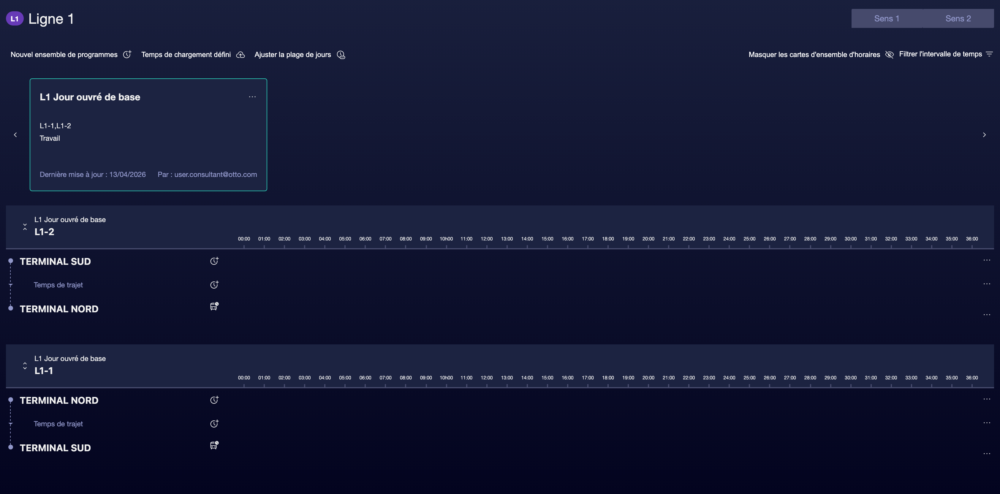 L1 Ligne 1
Sens 1 Sens 2
Nouvel ensemble de programmes Temps de chargement défini Ajuster la plage de jours Masquer les cartes d'ensemble d'horaires Filtrer l'intervalle de temps
L1 Jour ouvré de base
L1-1,L1-2
Travail
Dernière mise à jour : 13/04/2026 Par : user.consultant@otto.com
L1 Jour ouvré de base
L1-2
00:00 01:00 02:00 03:00 04:00 05:00 06:00 07:00 08:00 09:00 10h00 11:00 12:00 13:00 14:00 15:00 16:00 17:00 18:00 19:00 20:00 21:00 22:00 23:00 24:00 25:00 26:00 27:00 28:00 29:00 30:00 31:00 32:00 33:00 34:00 35:00 36:00
TERMINAL SUD
Temps de trajet
TERMINAL NORD
L1 Jour ouvré de base
L1-1
00:00 01:00 02:00 03:00 04:00 05:00 06:00 07:00 08:00 09:00 10h00 11:00 12:00 13:00 14:00 15:00 16:00 17:00 18:00 19:00 20:00 21:00 22:00 23:00 24:00 25:00 26:00 27:00 28:00 29:00 30:00 31:00 32:00 33:00 34:00 35:00 36:00
TERMINAL NORD
Temps de trajet
TERMINAL SUD